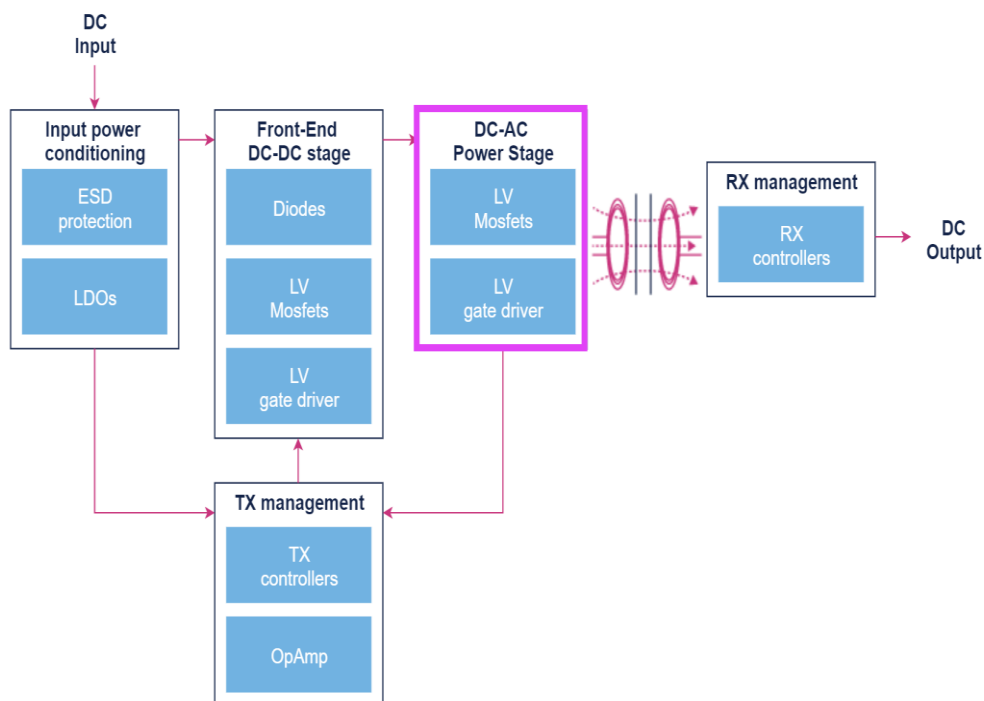 DC
Input
Input power
conditioning
ESD
protection
LDOs
Front-End
DC-DC stage
Diodes
LV
Mosfets
LV
gate driver
DC-AC
Power Stage
LV
Mosfets
LV
gate driver
RX management
RX
controllers
DC
Output
TX management
TX
controllers
OpAmp